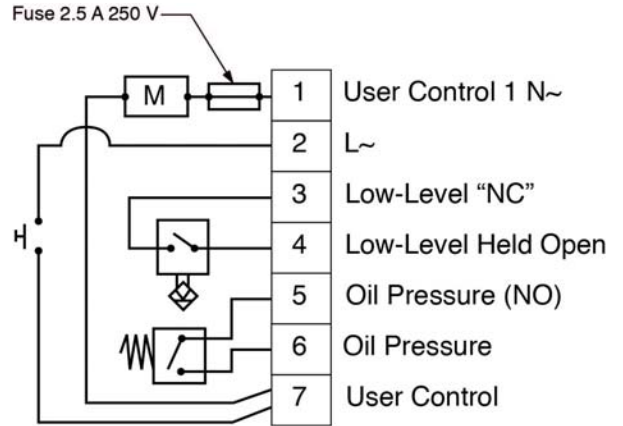 Fuse 2.5 A 250 V
M
1 User Control 1 N~
2 L~
3 Low-Level “NC”
4 Low-Level Held Open
5 Oil Pressure (NO)
6 Oil Pressure
7 User Control